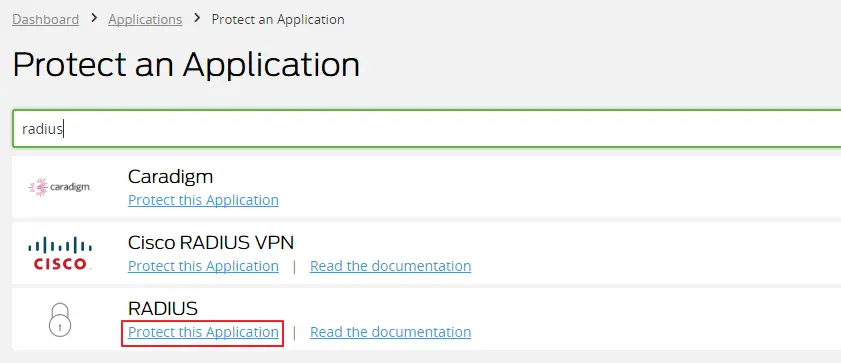 Dashboard > Applications > Protect an Application
Protect an Application
radius
caradigm.
Caradigm
Protect this Application
CISCO
Cisco RADIUS VPN
Protect this Application | Read the documentation
RADIUS
Protect this Application | Read the documentation